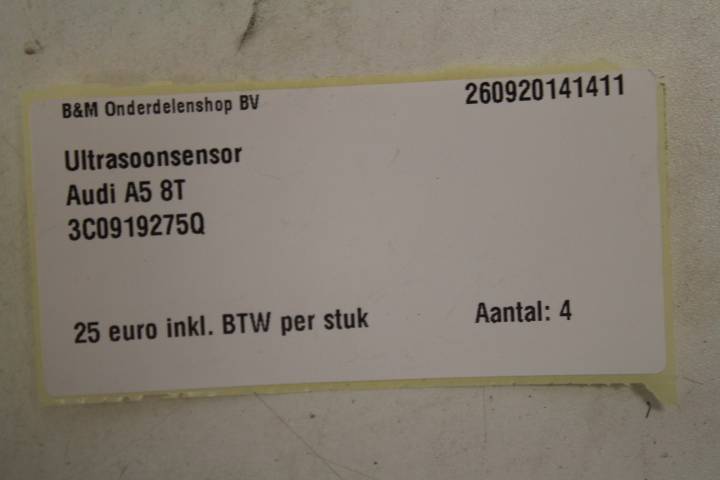 B&M Onderdelenshop BV
260920141411
Ultrasoonsensor
Audi A5 8T
3C0919275Q
25 euro inkl. BTW per stuk
Aantal: 4